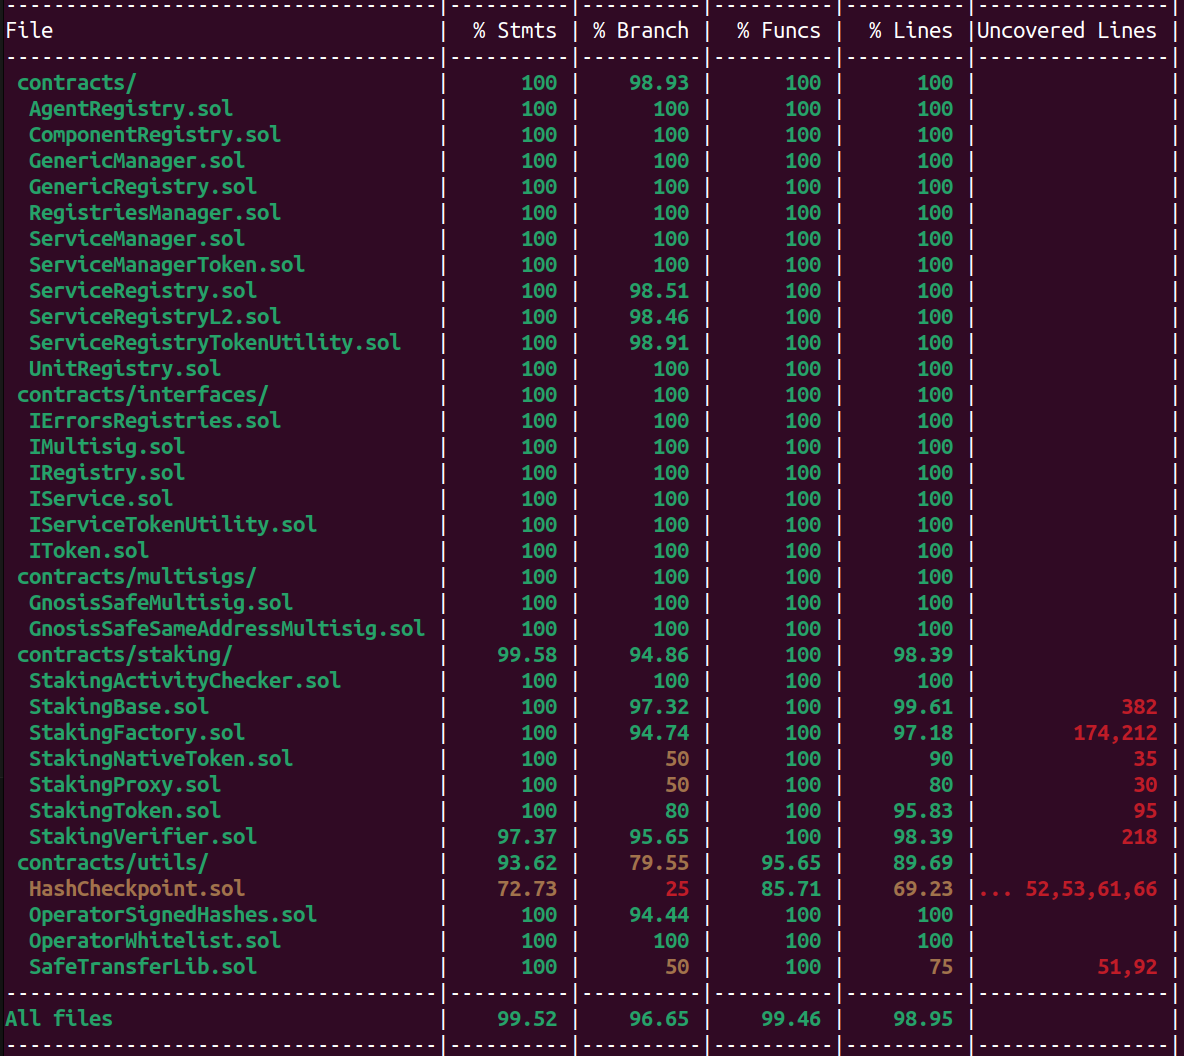 -----------------------------------|----------|----------|----------|----------|----------------|
File | % Stmts | % Branch | % Funcs | % Lines |Uncovered Lines |
-----------------------------------|----------|----------|----------|----------|----------------|
contracts/ | 100 | 98.93 | 100 | 100 | |
AgentRegistry.sol | 100 | 100 | 100 | 100 | |
ComponentRegistry.sol | 100 | 100 | 100 | 100 | |
GenericManager.sol | 100 | 100 | 100 | 100 | |
GenericRegistry.sol | 100 | 100 | 100 | 100 | |
RegistriesManager.sol | 100 | 100 | 100 | 100 | |
ServiceManager.sol | 100 | 100 | 100 | 100 | |
ServiceManagerToken.sol | 100 | 100 | 100 | 100 | |
ServiceRegistry.sol | 100 | 98.51 | 100 | 100 | |
ServiceRegistryL2.sol | 100 | 98.46 | 100 | 100 | |
ServiceRegistryTokenUtility.sol | 100 | 98.91 | 100 | 100 | |
UnitRegistry.sol | 100 | 100 | 100 | 100 | |
contracts/interfaces/ | 100 | 100 | 100 | 100 | |
IErrorsRegistries.sol | 100 | 100 | 100 | 100 | |
IMultisig.sol | 100 | 100 | 100 | 100 | |
IRegistry.sol | 100 | 100 | 100 | 100 | |
IService.sol | 100 | 100 | 100 | 100 | |
IServiceTokenUtility.sol | 100 | 100 | 100 | 100 | |
IToken.sol | 100 | 100 | 100 | 100 | |
contracts/multisigs/ | 100 | 100 | 100 | 100 | |
GnosisSafeMultisig.sol | 100 | 100 | 100 | 100 | |
GnosisSafeSameAddressMultisig.sol | 100 | 100 | 100 | 100 | |
contracts/staking/ | 99.58 | 94.86 | 100 | 98.39 | |
StakingActivityChecker.sol | 100 | 100 | 100 | 100 | |
StakingBase.sol | 100 | 97.32 | 100 | 99.61 | 382 |
StakingFactory.sol | 100 | 94.74 | 100 | 97.18 | 174,212 |
StakingNativeToken.sol | 100 | 50 | 100 | 90 | 35 |
StakingProxy.sol | 100 | 50 | 100 | 80 | 30 |
StakingToken.sol | 100 | 80 | 100 | 95.83 | 95 |
StakingVerifier.sol | 97.37 | 95.65 | 100 | 98.39 | 218 |
contracts/utils/ | 93.62 | 79.55 | 95.65 | 89.69 | |
HashCheckpoint.sol | 72.73 | 25 | 85.71 | 69.23 |... 52,53,61,66 |
OperatorSignedHashes.sol | 100 | 94.44 | 100 | 100 | |
OperatorWhitelist.sol | 100 | 100 | 100 | 100 | |
SafeTransferLib.sol | 100 | 50 | 100 | 75 | 51,92 |
-----------------------------------|----------|----------|----------|----------|----------------|
All files | 99.52 | 96.65 | 99.46 | 98.95 | |
-----------------------------------|----------|----------|----------|----------|----------------|